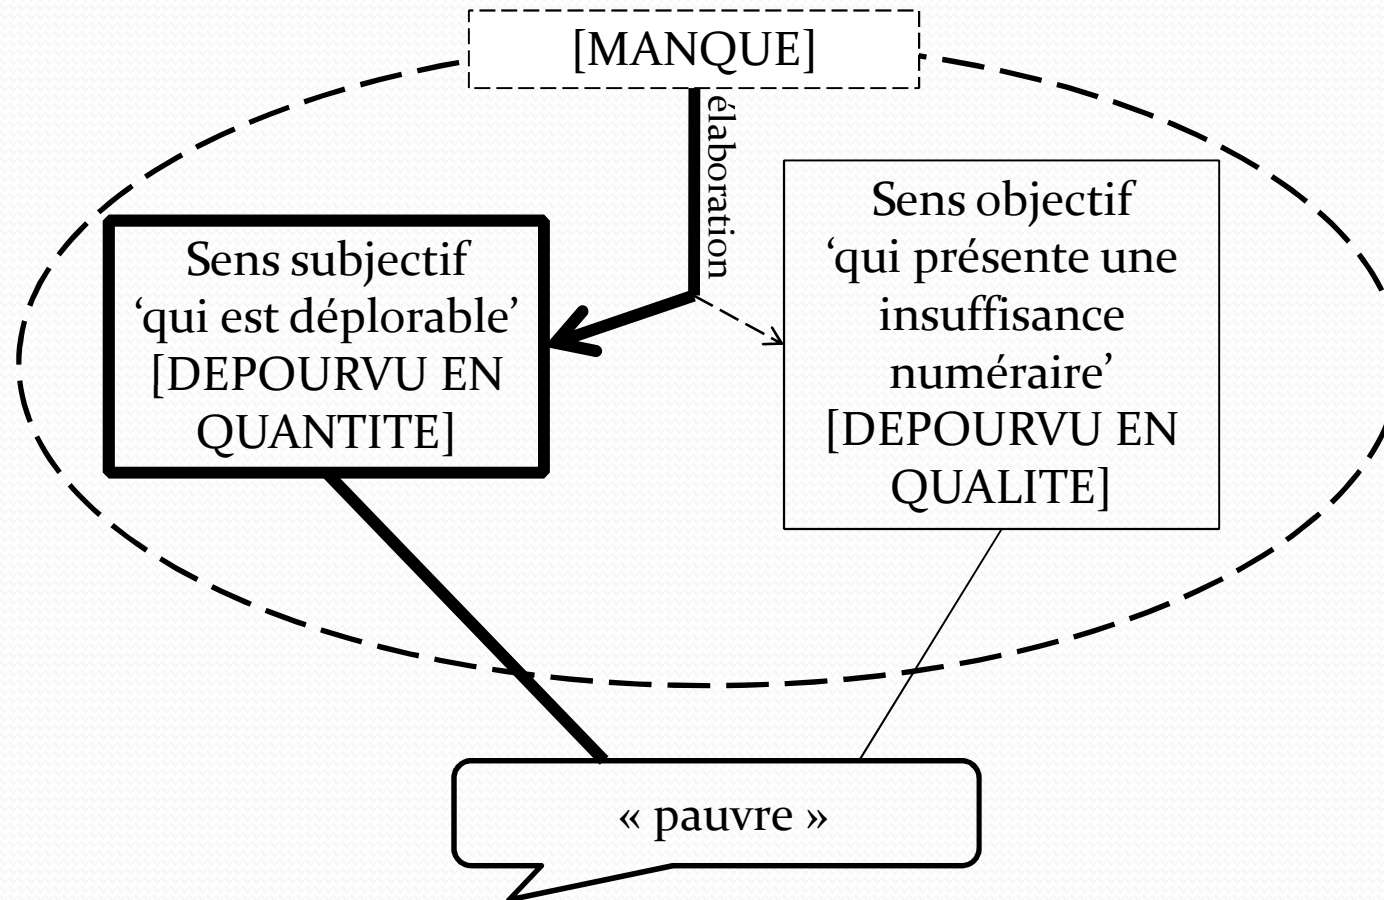 [MANQUE]
élaboration
Sens subjectif
‘qui est déplorable’
[DEPOURVU EN
QUANTITE]
Sens objectif
‘qui présente une
insuffisance
numéraire’
[DEPOURVU EN
QUALITE]
« pauvre »